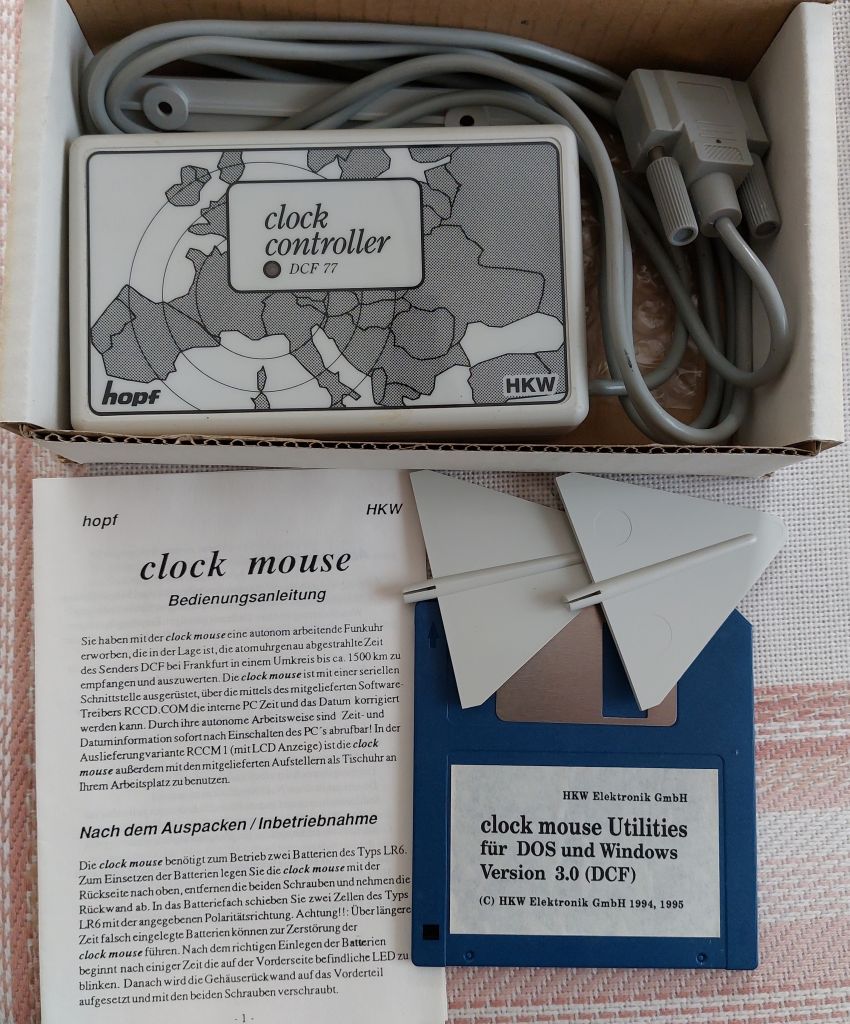 clock
controller
DCF 77
hopf
HKW
hopf
HKW
clock mouse
Bedienungsanleitung
Sie haben mit der clock mouse eine autonom arbeitende Funkuhr
erworben, die in der Lage ist, die atomuhrgenau abgestrahlte Zeit
des Senders DCF bei Frankfurt in einem Umkreis bis ca. 1500 km zu
empfangen und auszuwerten. Die clock mouse ist mit einer seriellen
Schnittstelle ausgerüstet, über die mittels des mitgelieferten Software-
Treibers RCCD.COM die interne PC Zeit und das Datum korrigiert
werden kann. Durch ihre autonome Arbeitsweise sind Zeit- und
Datuminformation sofort nach Einschalten des PC´s abrufbar! In der
Auslieferungvariante RCCM 1 (mit LCD Anzeige) ist die clock
mouse außerdem mit den mitgelieferten Aufstellern als Tischuhr an
Ihrem Arbeitsplatz zu benutzen.
Nach dem Auspacken / Inbetriebnahme
Die clock mouse benötigt zum Betrieb zwei Batterien des Typs LR6.
Zum Einsetzen der Batterien legen Sie die clock mouse mit der
Rückseite nach oben, entfernen die beiden Schrauben und nehmen die
Rückwand ab. In das Batteriefach schieben Sie zwei Zellen des Typs
LR6 mit der angegebenen Polaritätsrichtung. Achtung!!: Über längere
Zeit falsch eingelegte Batterien können zur Zerstörung der
clock mouse führen. Nach dem richtigen Einlegen der Batterien
beginnt nach einiger Zeit die auf der Vorderseite befindliche LED zu
blinken. Danach wird die Gehäuserückwand auf das Vorderteil
aufgesetzt und mit den beiden Schrauben verschraubt.
- 1 -
HKW Elektronik GmbH
clock mouse Utilities
für DOS und Windows
Version 3.0 (DCF)
(C) HKW Elektronik GmbH 1994, 1995